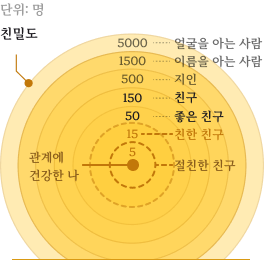 단위: 명
친밀도
5000 얼굴을 아는 사람
1500 이름을 아는 사람
500 지인
150 친구
50 좋은 친구
15 친한 친구
5 절친한 친구
관계에
건강한 나